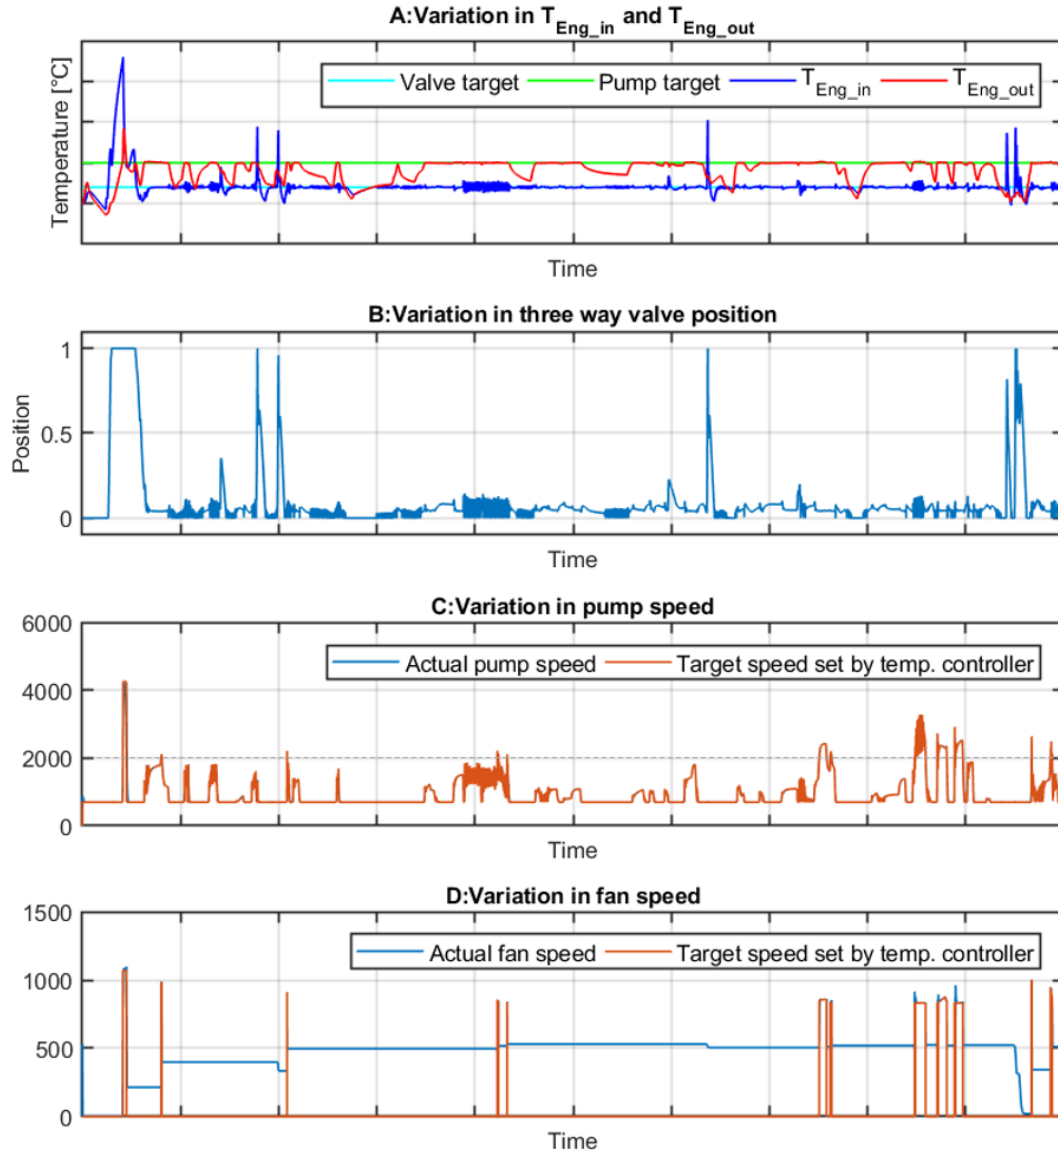 A:Variation in T_Eng_in and T_Eng_out
Temperature [°C]
Valve target Pump target T_Eng_in T_Eng_out
Time
B:Variation in three way valve position
1
0.5
0
Position
Time
C:Variation in pump speed
6000
4000
2000
0
Actual pump speed Target speed set by temp. controller
Time
D:Variation in fan speed
1500
1000
500
0
Actual fan speed Target speed set by temp. controller
Time